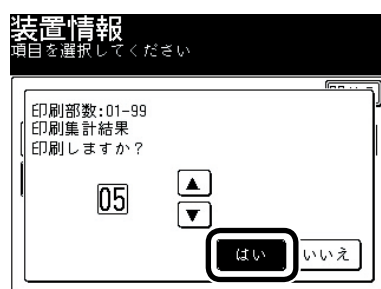 装置情報
項目を選択してください
印刷部数:01-99
印刷集計結果
印刷しますか？
05
▲
▼
はい
いいえ